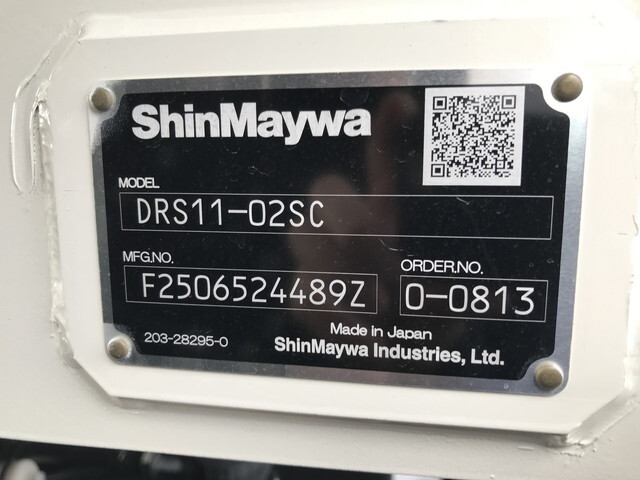 ShinMaywa
MODEL
DRS11-02SC
MFG.NO.
F2506524489Z
ORDER.NO.
0-0813
203-28295-0
Made in Japan
ShinMaywa Industries, Ltd.